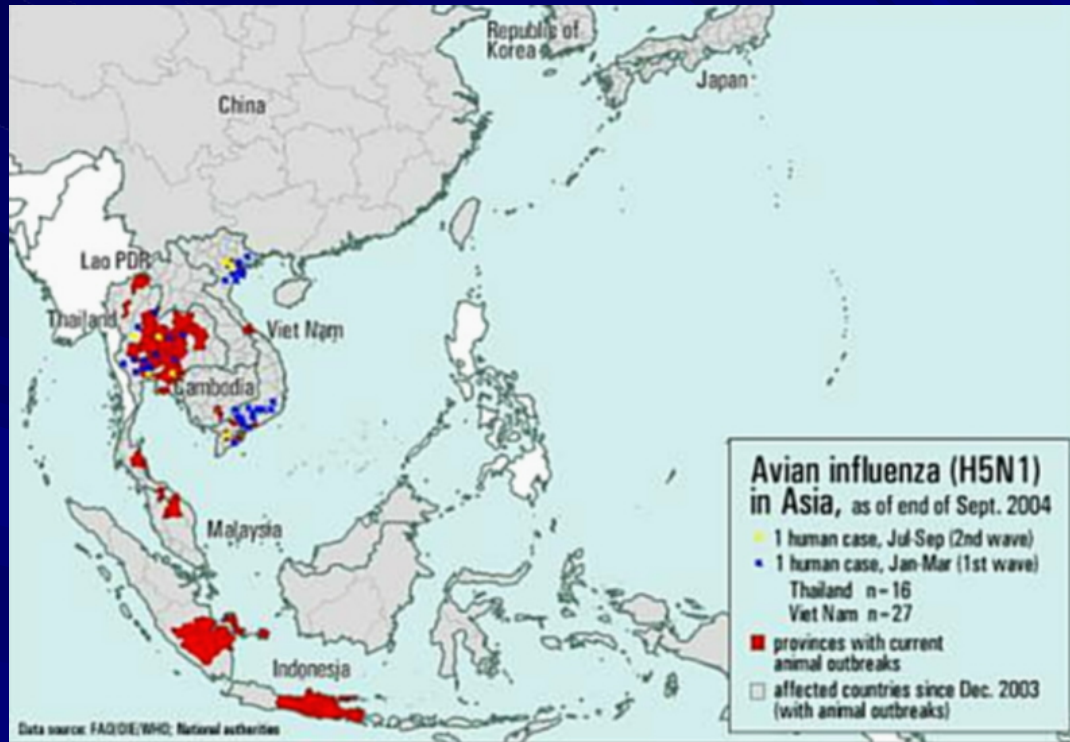 Republic of
Korea
Japan
China
Lao PDR
Thailand
Viet Nam
Cambodia
Malaysia
Indonesia
Avian influenza (H5N1)
in Asia, as of end of Sept. 2004
1 human case, Jul-Sep (2nd wave)
1 human case, Jan-Mar (1st wave)
Thailand n=16
Viet Nam n=27
provinces with current
animal outbreaks
affected countries since Dec. 2003
(with animal outbreaks)
Data source: FAO/OIE/WHO; National authorities